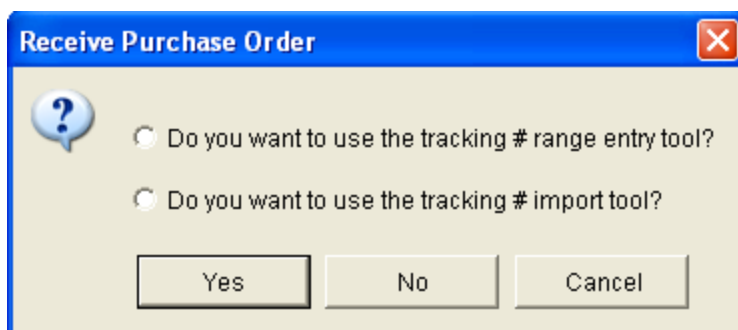 Receive Purchase Order
Do you want to use the tracking # range entry tool?
Do you want to use the tracking # import tool?
Yes No Cancel